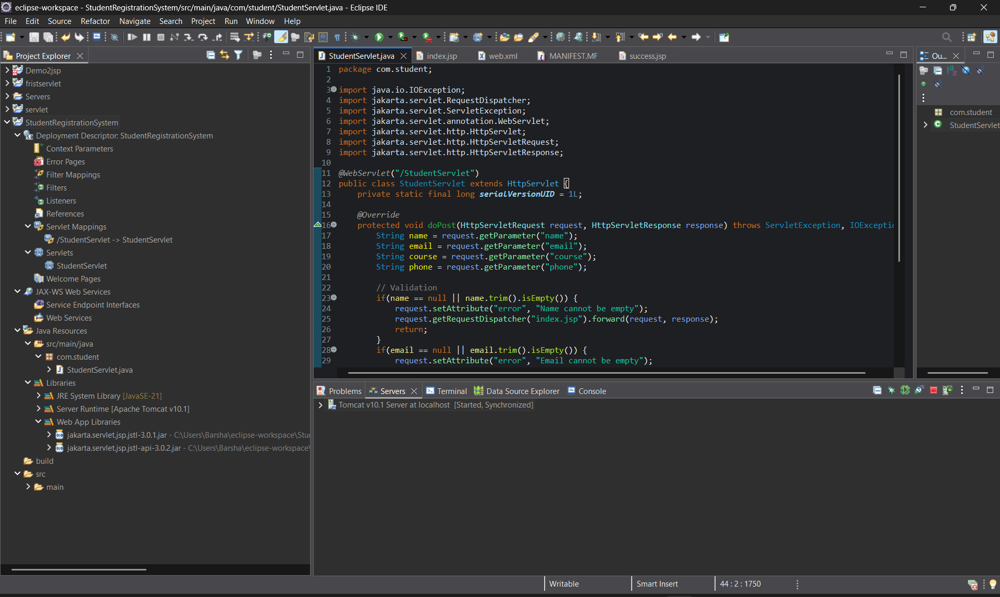 eclipse-workspace - StudentRegistrationSystem/src/main/java/com/student/StudentServlet.java - Eclipse IDE
File Edit Source Refactor Navigate Search Project Run Window Help
Project Explorer
Demo2jsp
fristservlet
Servers
servlet
StudentRegistrationSystem
Deployment Descriptor: StudentRegistrationSystem
Context Parameters
Error Pages
Filter Mappings
Filters
Listeners
References
Servlet Mappings
/StudentServlet -> StudentServlet
Servlets
StudentServlet
Welcome Pages
JAX-WS Web Services
Service Endpoint Interfaces
Web Services
Java Resources
src/main/java
com.student
StudentServlet.java
Libraries
JRE System Library [JavaSE-21]
Server Runtime [Apache Tomcat v10.1]
Web App Libraries
jakarta.servlet.jsp.jstl-3.0.1.jar - C:\Users\Barsha\eclipse-workspace\Stu
jakarta.servlet.jsp.jstl-api-3.0.2.jar - C:\Users\Barsha\eclipse-workspace\
build
src
main
StudentServlet.java index.jsp web.xml MANIFEST.MF success.jsp
1 package com.student;
2
3 import java.io.IOException;
4 import jakarta.servlet.RequestDispatcher;
5 import jakarta.servlet.ServletException;
6 import jakarta.servlet.annotation.WebServlet;
7 import jakarta.servlet.http.HttpServlet;
8 import jakarta.servlet.http.HttpServletRequest;
9 import jakarta.servlet.http.HttpServletResponse;
10
11 @WebServlet("/StudentServlet")
12 public class StudentServlet extends HttpServlet {
13 private static final long serialVersionUID = 1L;
14
15 @Override
16 protected void doPost(HttpServletRequest request, HttpServletResponse response) throws ServletException, IOExcepti
17 String name = request.getParameter("name");
18 String email = request.getParameter("email");
19 String course = request.getParameter("course");
20 String phone = request.getParameter("phone");
21
22 // Validation
23 if(name == null || name.trim().isEmpty()) {
24 request.setAttribute("error", "Name cannot be empty");
25 request.getRequestDispatcher("index.jsp").forward(request, response);
26 return;
27 }
28 if(email == null || email.trim().isEmpty()) {
29 request.setAttribute("error", "Email cannot be empty");
Ou...
com.student
StudentServlet
Problems Servers Terminal Data Source Explorer Console
Tomcat v10.1 Server at localhost [Started, Synchronized]
Writable Smart Insert 44 : 2 : 1750